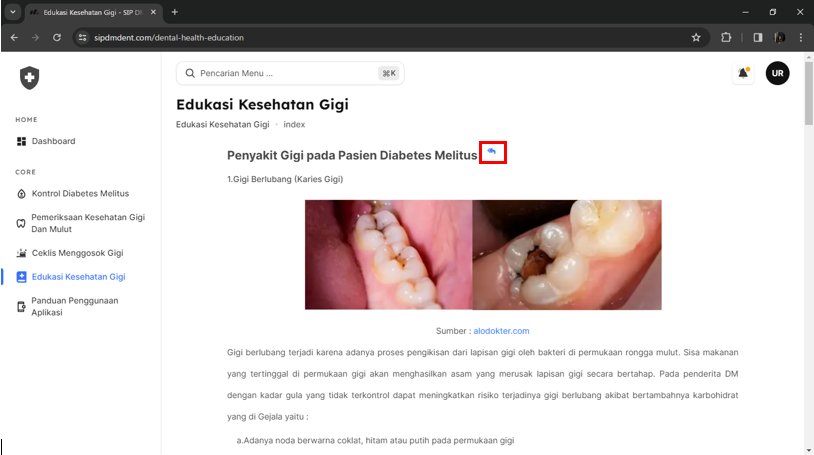 Edukasi Kesehatan Gigi - SIP D
sipdmdent.com/dental-health-education
Pencarian Menu ...
⌘K
UR
HOME
Dashboard
CORE
Kontrol Diabetes Melitus
Pemeriksaan Kesehatan Gigi
Dan Mulut
Ceklis Menggosok Gigi
Edukasi Kesehatan Gigi
Panduan Penggunaan
Aplikasi
Edukasi Kesehatan Gigi
Edukasi Kesehatan Gigi - index
Penyakit Gigi pada Pasien Diabetes Melitus
1.Gigi Berlubang (Karies Gigi)
Sumber : alodokter.com
Gigi berlubang terjadi karena adanya proses pengikisan dari lapisan gigi oleh bakteri di permukaan rongga mulut. Sisa makanan
yang tertinggal di permukaan gigi akan menghasilkan asam yang merusak lapisan gigi secara bertahap. Pada penderita DM
dengan kadar gula yang tidak terkontrol dapat meningkatkan risiko terjadinya gigi berlubang akibat bertambahnya karbohidrat
yang di Gejala yaitu :
a.Adanya noda berwarna coklat, hitam atau putih pada permukaan gigi